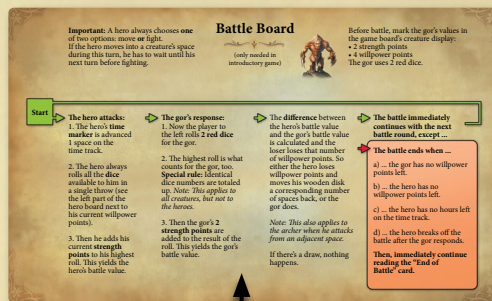 Battle Board
(only needed in
introductory game)
Important: A hero always chooses one
of two options: move or fight.
If the hero moves into a creature's space
during this turn, he has to wait until his
next turn before fighting.
Before battle, mark the gor's values in
the game board's creature display:
• 2 strength points
• 4 willpower points
The gor uses 2 red dice.
Start
The hero attacks:
1. The hero's time
marker is advanced
1 space on the
time track.
2. The hero always
rolls all the dice
available to him in
a single throw (see
the left part of the
hero board next to
his current willpower
points).
3. Then he adds his
current strength
points to his highest
roll. This yields the
hero's battle value.
The gor's response:
1. Now the player to
the left rolls 2 red dice
for the gor.
2. The highest roll is what
counts for the gor, too.
Special rule: Identical
dice numbers are totaled
up. Note: This applies to
all creatures, but not to
the heroes.
3. Then the gor's 2
strength points are
added to the result of the
roll. This yields the gor's
battle value.
The difference between
the hero's battle value
and the gor's battle value
is calculated and the
loser loses that number
of willpower points. So
either the hero loses
willpower points and
moves his wooden disk
a corresponding number
of spaces back, or the
gor does.
Note: This also applies to
the archer when he attacks
from an adjacent space.
If there's a draw, nothing
happens.
The battle immediately
continues with the next
battle round, except ...
The battle ends when ...
a) ... the gor has no willpower
points left.
b) ... the hero has no
willpower points left.
c) ... the hero has no hours left
on the time track.
d) ... the hero breaks off the
battle after the gor responds.
Then, immediately continue
reading the "End of
Battle" card.